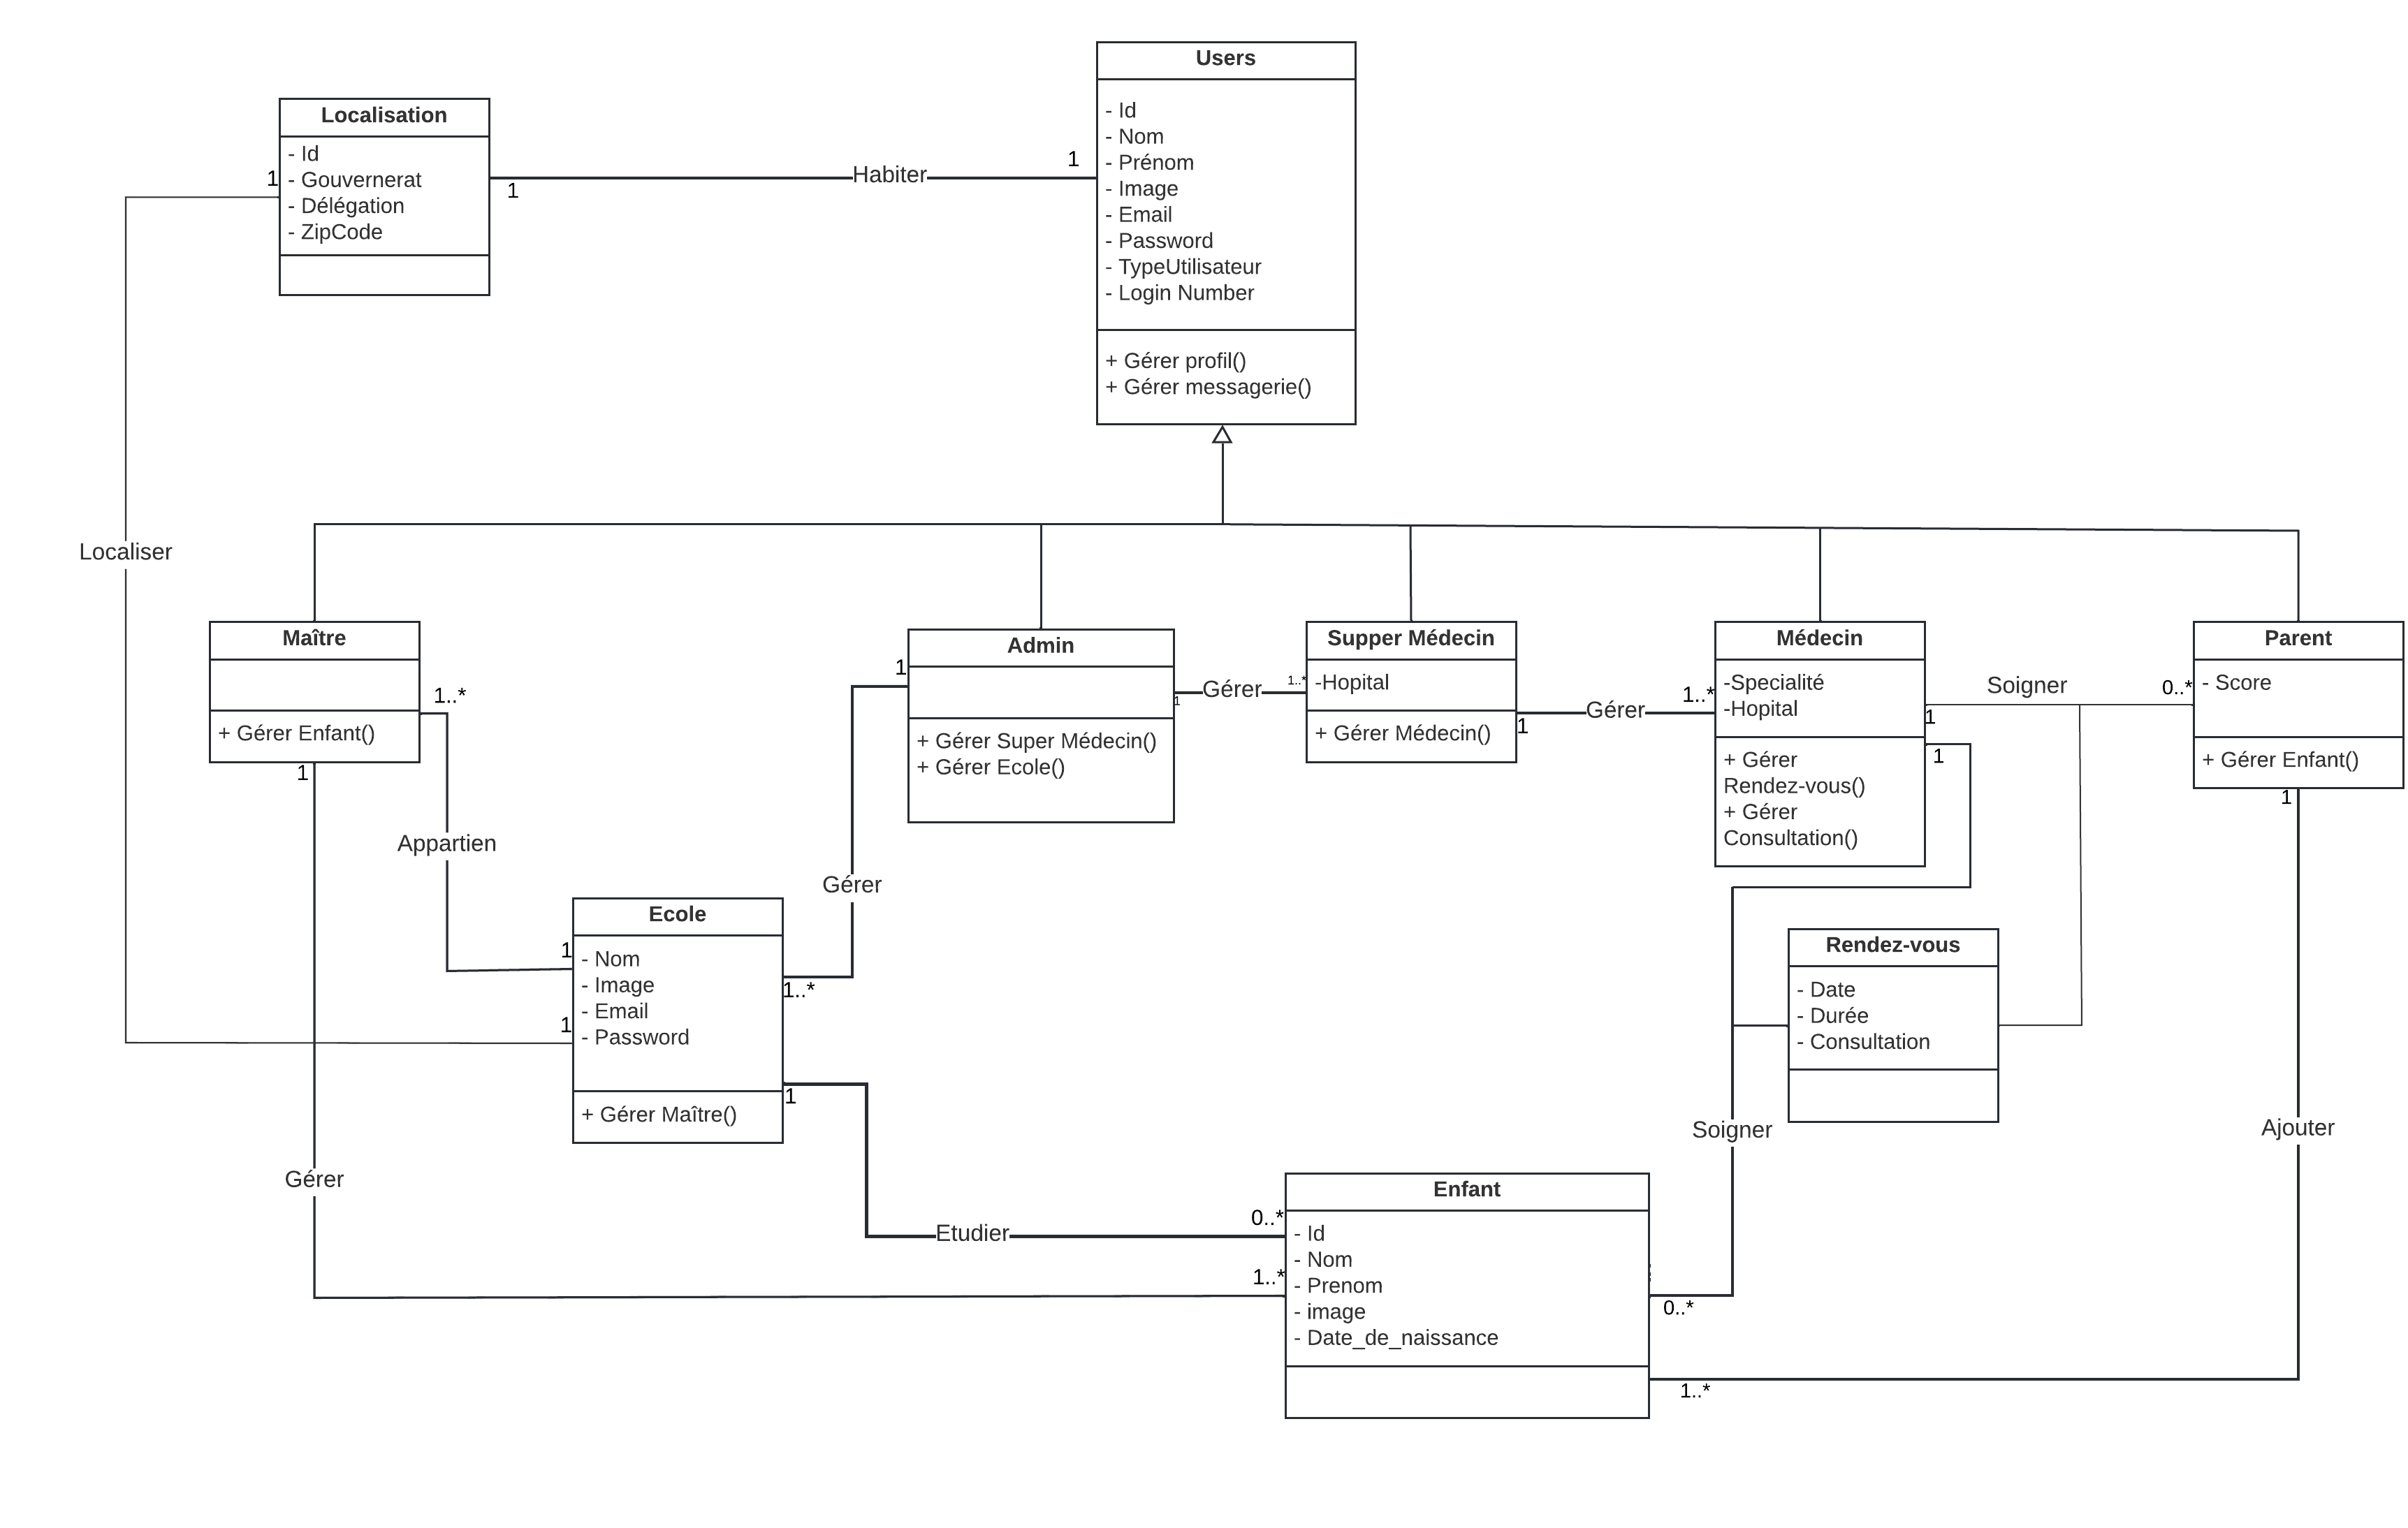 Users
- Id
- Nom
- Prénom
- Image
- Email
- Password
- TypeUtilisateur
- Login Number
+ Gérer profil()
+ Gérer messagerie()
Localisation
- Id
- Gouvernerat
- Délégation
- ZipCode
1
1
Habiter
1
Localiser
Maître
+ Gérer Enfant()
1..*
1
Appartien
Admin
+ Gérer Super Médecin()
+ Gérer Ecole()
1
1
Gérer
1..*
Supper Médecin
-Hopital
+ Gérer Médecin()
1
Gérer
1..*
Médecin
-Specialité
-Hopital
+ Gérer
Rendez-vous()
+ Gérer
Consultation()
1
1
Soigner
0..*
Parent
- Score
+ Gérer Enfant()
1
Gérer
Ecole
- Nom
- Image
- Email
- Password
+ Gérer Maître()
1
1
1..*
1
Rendez-vous
- Date
- Durée
- Consultation
Soigner
Ajouter
Gérer
Etudier
0..*
1..*
Enfant
- Id
- Nom
- Prenom
- image
- Date_de_naissance
0..*
1..*